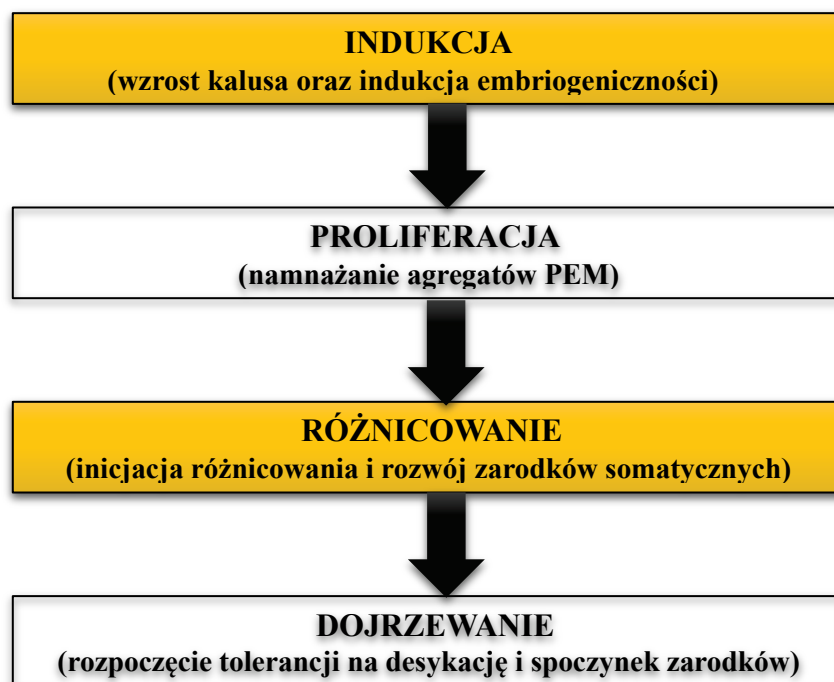 INDUKCJA
(wzrost kalusa oraz indukcja embriogeniczności)
PROLIFERACJA
(namnażanie agregatów PEM)
RÓŻNICOWANIE
(inicjacja różnicowania i rozwój zarodków somatycznych)
DOJRZEWANIE
(rozpoczęcie tolerancji na desykację i spoczynek zarodków)